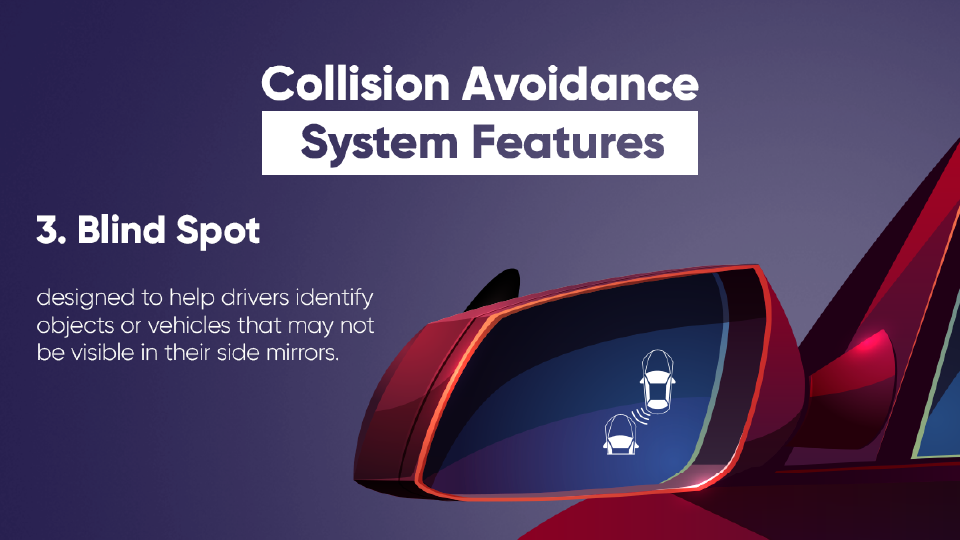 Collision Avoidance
System Features
3. Blind Spot
designed to help drivers identify
objects or vehicles that may not
be visible in their side mirrors.